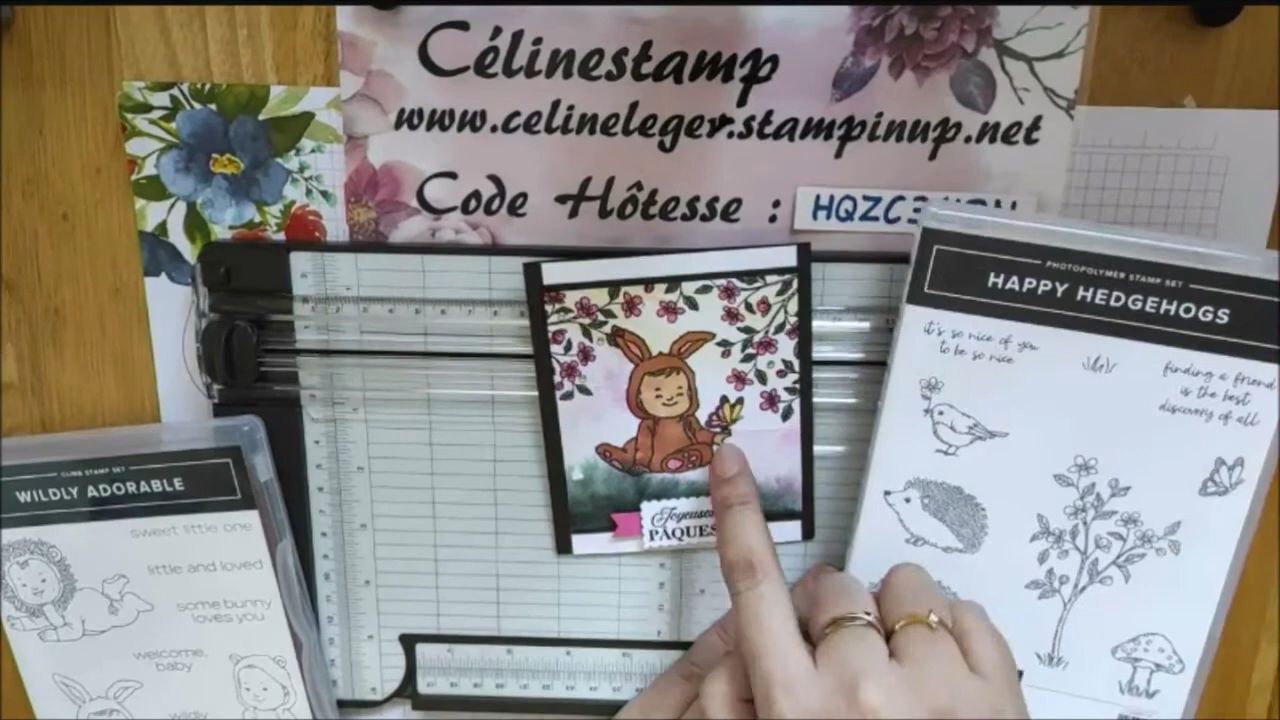 Célinestamp
www.celineleger.stampinup.net
Code Hôtesse :
PHOTOPOLYMER STAMP SET
HAPPY HEDGEHOGS
it's so nice of you
to be so nice
finding a friend
is the best
discovery of all
CLING STAMP SET
WILDLY ADORABLE
sweet little one
little and loved
some bunny
loves you
welcome,
baby
wildly
Joyeuses
PÂQUES